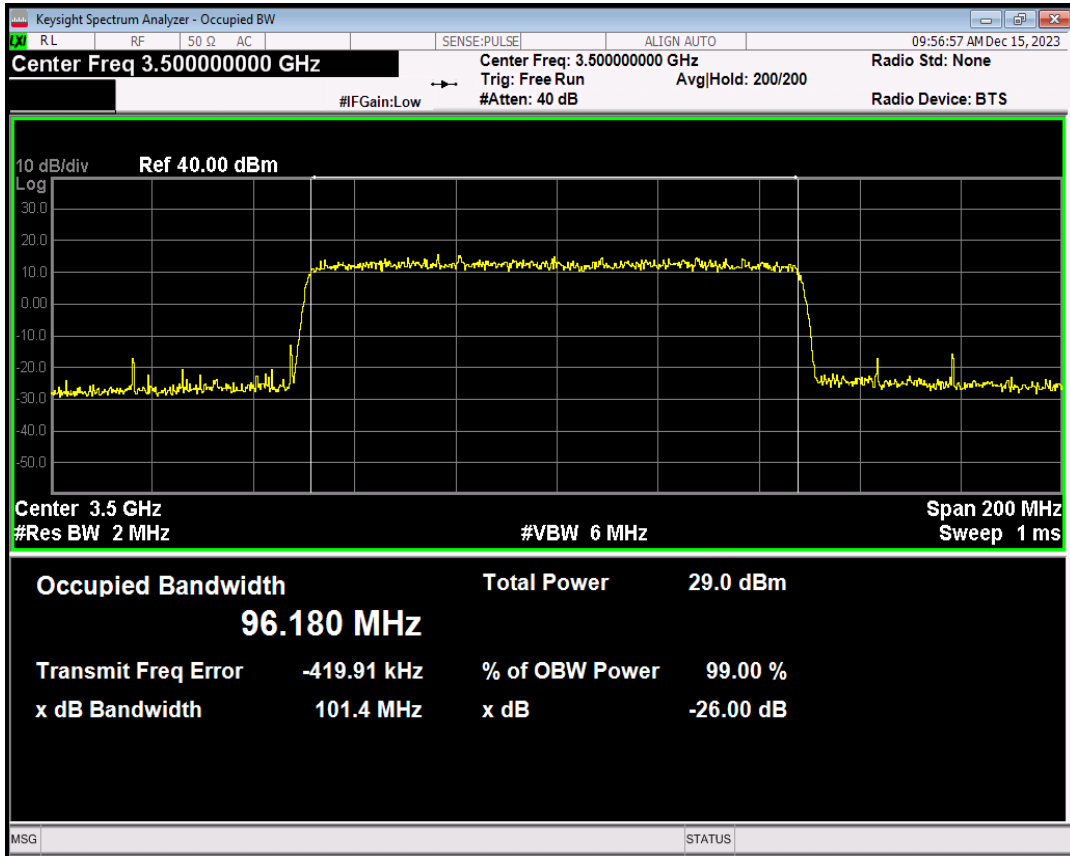 Keysight Spectrum Analyzer - Occupied BW
LXI RL RF 50 Ω AC SENSE:PULSE ALIGN AUTO 09:56:57 AM Dec 15, 2023
Center Freq 3.500000000 GHz Center Freq: 3.500000000 GHz Radio Std: None
Trig: Free Run Avg|Hold: 200/200
#IFGain:Low #Atten: 40 dB Radio Device: BTS
10 dB/div Ref 40.00 dBm
Log
30.0
20.0
10.0
0.00
-10.0
-20.0
-30.0
-40.0
-50.0
Center 3.5 GHz Span 200 MHz
#Res BW 2 MHz #VBW 6 MHz Sweep 1 ms
Occupied Bandwidth Total Power 29.0 dBm
96.180 MHz
Transmit Freq Error -419.91 kHz % of OBW Power 99.00 %
x dB Bandwidth 101.4 MHz x dB -26.00 dB
MSG STATUS